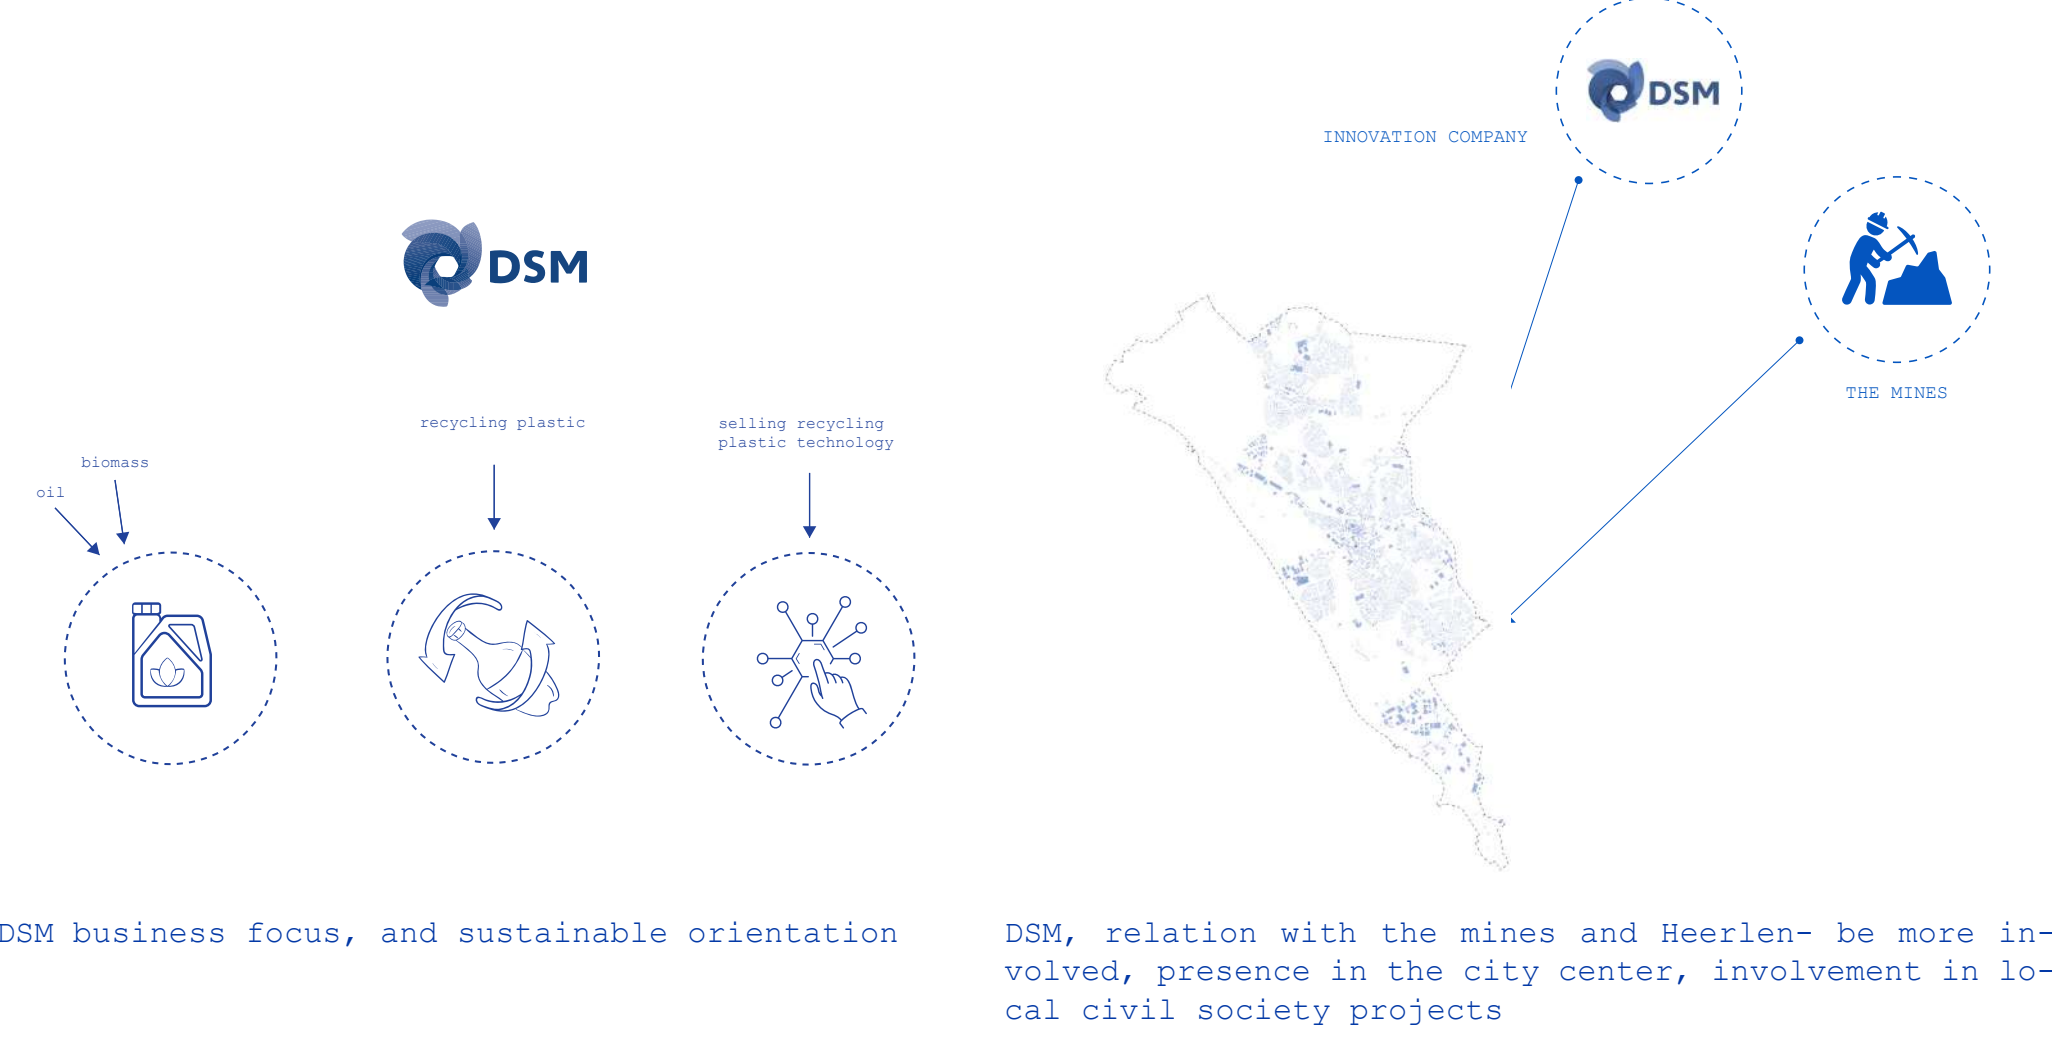 DSM
oil
biomass
recycling plastic
selling recycling
plastic technology
DSM business focus, and sustainable orientation
DSM
INNOVATION COMPANY
THE MINES
DSM, relation with the mines and Heerlen- be more in-
volved, presence in the city center, involvement in lo-
cal civil society projects